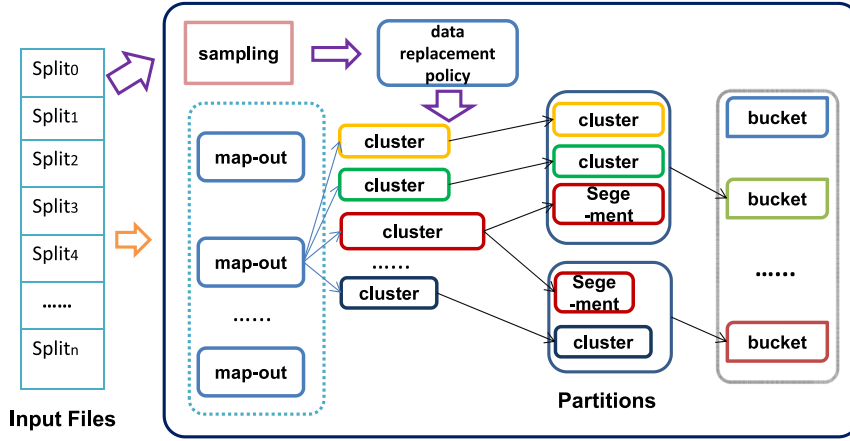 Split0
Split1
Split2
Split3
Split4
......
Splitn
Input Files
sampling
data
replacement
policy
map-out
map-out
......
map-out
cluster
cluster
cluster
......
cluster
cluster
cluster
Sege
-ment
Sege
-ment
cluster
Partitions
bucket
bucket
......
bucket